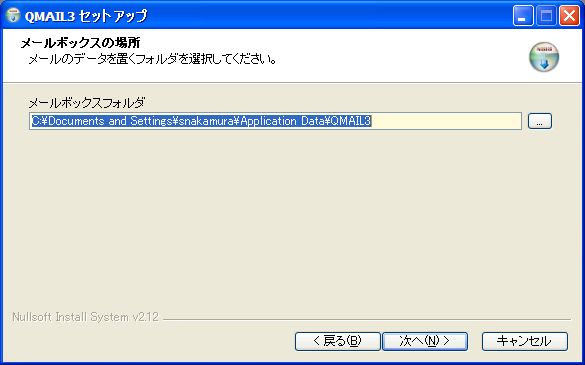 QMAIL3 セットアップ
メールボックスの場所
メールのデータを置くフォルダを選択してください。
メールボックスフォルダ
C:¥Documents and Settings¥snakamura¥Application Data¥QMAIL3
...
Nullsoft Install System v2.12
< 戻る(B)
次へ(N) >
キャンセル